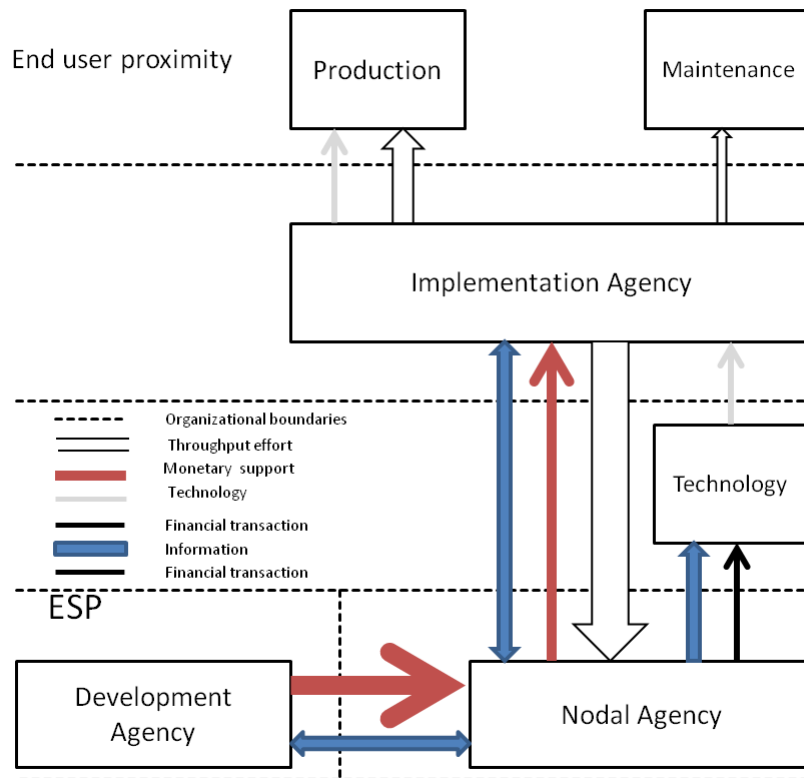 End user proximity
Production
Maintenance
Implementation Agency
Organizational boundaries
Throughput effort
Monetary support
Technology
Financial transaction
Information
Financial transaction
Technology
ESP
Development
Agency
Nodal Agency